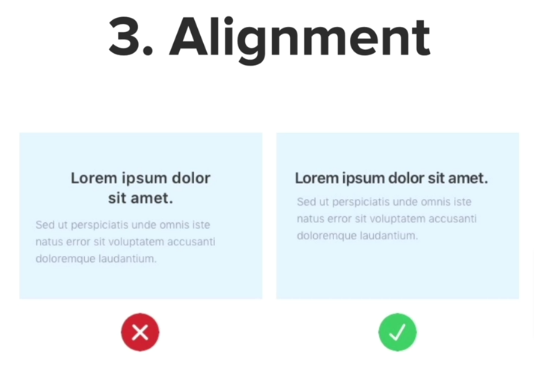 3. Alignment
Lorem ipsum dolor
sit amet.
Sed ut perspiciatis unde omnis iste
natus error sit voluptatem accusanti
doloremque laudantium.
Lorem ipsum dolor sit amet.
Sed ut perspiciatis unde omnis iste
natus error sit voluptatem accusanti
doloremque laudantium.